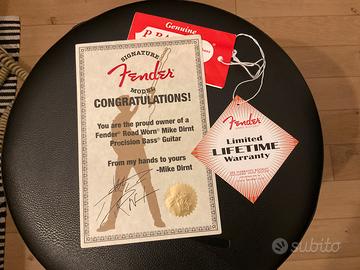 Genuine
SIGNATURE
Fender
MODEL
CONGRATULATIONS!
You are the proud owner of a
Fender® Road Worn® Mike Dirnt
Precision Bass® Guitar
From my hands to yours
-Mike Dirnt
Fender
Limited
LIFETIME
Warranty
subito